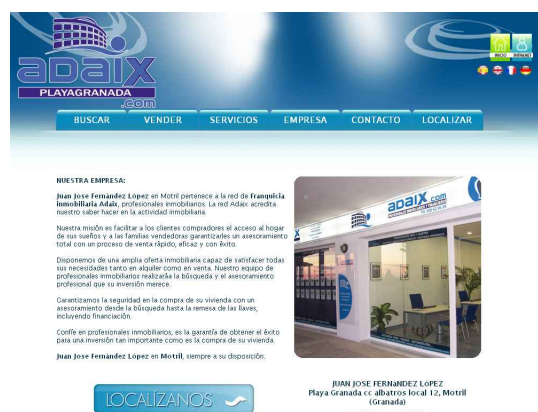 INICIO
INTRANET
adaix
PLAYAGRANADA
.com
BUSCAR VENDER SERVICIOS EMPRESA CONTACTO LOCALIZAR
NUESTRA EMPRESA:
Juan Jose Fernández López en Motril pertenece a la red de franquicia
inmobiliaria Adaix, profesionales inmobiliarios. La red Adaix acredita
nuestro saber hacer en la actividad inmobiliaria.
Nuestra misión es facilitar a los clientes compradores el acceso al hogar
de sus sueños y a las familias vendedoras garantizales un asesoramiento
total con un proceso de venta rápido, eficaz y con éxito.
Disponemos de una amplia oferta inmobiliaria capaz de satisfacer todas
sus necesidades tanto en alquiler como en venta. Nuestro equipo de
profesionales inmobiliarios realizarña la búsqueda y el asesoramiento
profesional que su inversión merece.
Garantizamos la seguridad en la compra de su vivienda con un
asesoramiento desde la búsqueda hasta la remesa de las llaves,
incluyendo financiación.
Confíe en profesionales inmobiliarios, es la garantía de obtener el éxito
para una inversión tan importante como es la compra de su vivienda.
Juan Jose Fernández López en Motril, siempre a su disposición.
adaix.com
LOCALÍZANOS
JUAN JOSE FERNáNDEZ LóPEZ
Playa Granada cc albatros local 12, Motril
(Granada)